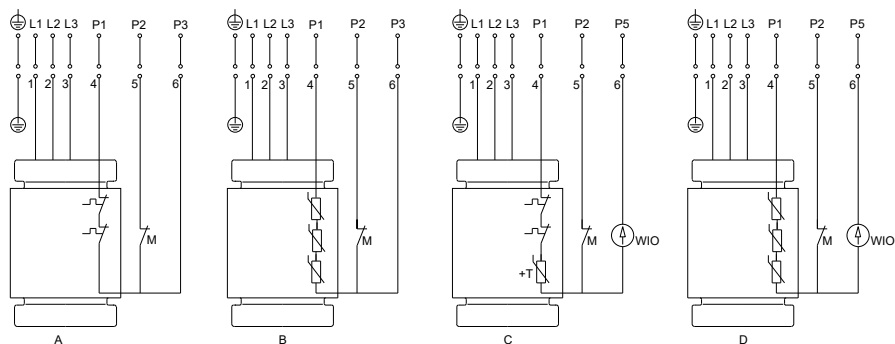 L1 L2 L3 P1 P2 P3
1 2 3 4 5 6
M
A
L1 L2 L3 P1 P2 P3
1 2 3 4 5 6
M
B
L1 L2 L3 P1 P2 P5
1 2 3 4 5 6
M WIO
+T
C
L1 L2 L3 P1 P2 P5
1 2 3 4 5 6
M WIO
D